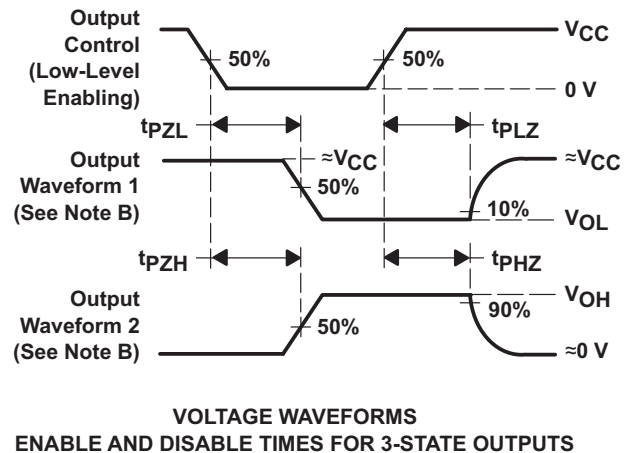 Output
Control
(Low-Level
Enabling)
50%
50%
VCC
0 V
tPZL
tPLZ
Output
Waveform 1
(See Note B)
≈VCC
50%
≈VCC
10%
VOL
tPZH
tPHZ
Output
Waveform 2
(See Note B)
50%
VOH
90%
≈0 V
VOLTAGE WAVEFORMS
ENABLE AND DISABLE TIMES FOR 3-STATE OUTPUTS